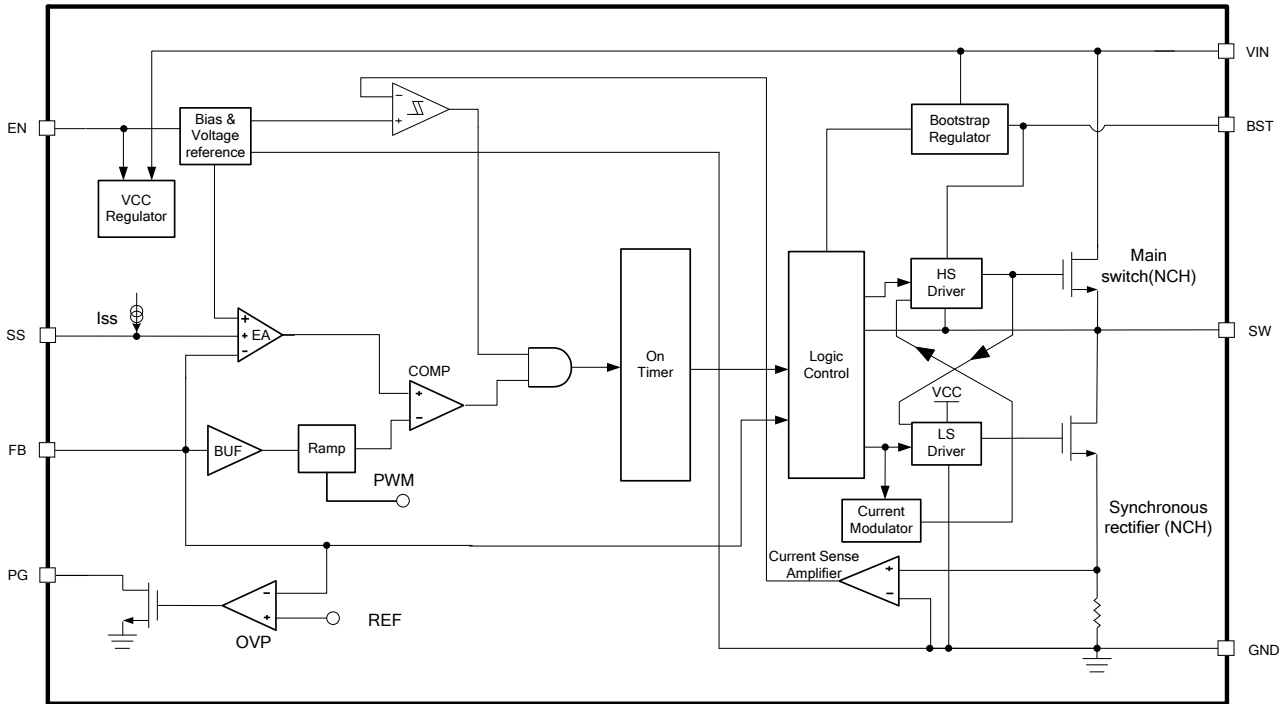 VIN
EN
Bias &
Voltage
reference
Bootstrap
Regulator
BST
VCC
Regulator
Main
switch(NCH)
HS
Driver
Iss
SS
EA
On
Timer
Logic
Control
SW
COMP
VCC
FB
BUF
Ramp
LS
Driver
PWM
Current
Modulator
Synchronous
rectifier (NCH)
Current Sense
Amplifier
PG
REF
OVP
GND